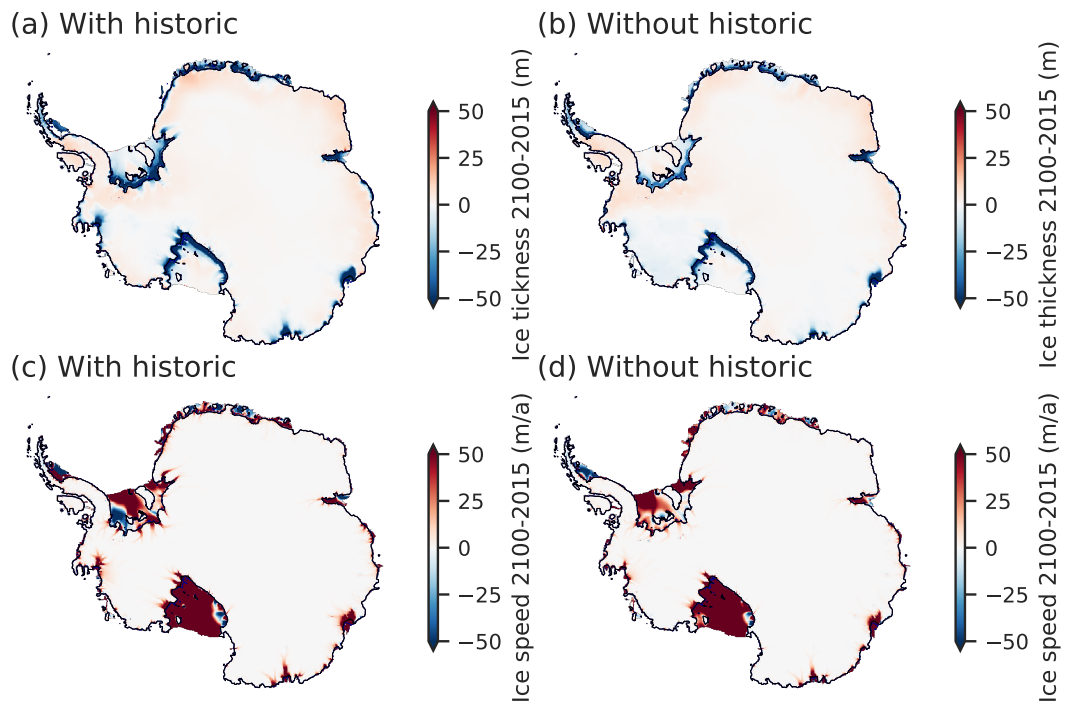 (a) With historic
(b) Without historic
50
25
0
−25
−50
Ice tickness 2100-2015 (m)
50
25
0
−25
−50
Ice thickness 2100-2015 (m)
(c) With historic
(d) Without historic
50
25
0
−25
−50
Ice speed 2100-2015 (m/a)
50
25
0
−25
−50
Ice speed 2100-2015 (m/a)